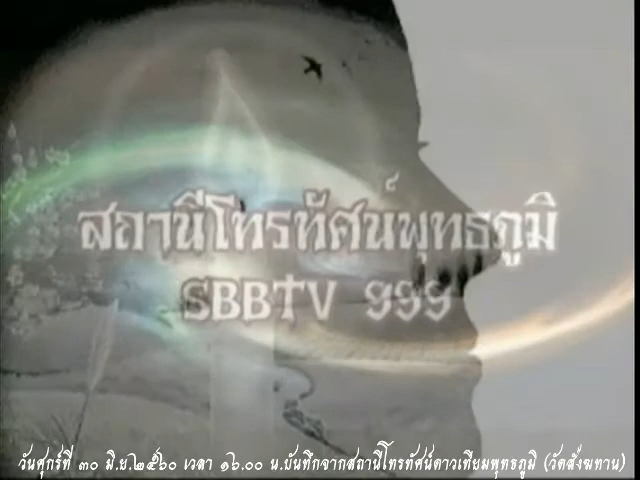 สถานีโทรทัศน์พุทธภูมิ
SBBTV 999
วันศุกร์ที่ ๓๐ มิ.ย.๒๕๖๐ เวลา ๑๖.๐๐ น.บันทึกจากสถานีโทรทัศน์ดาวเทียมพุทธภูมิ (วัดสังฆทาน)